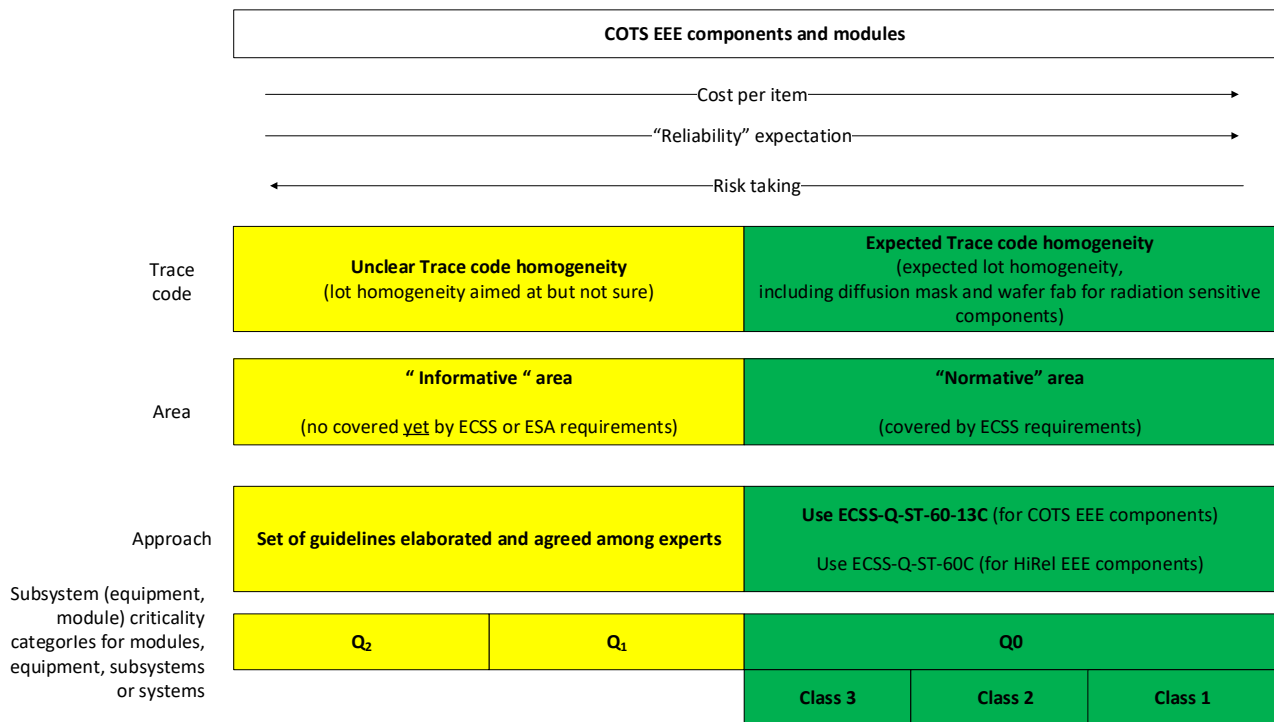 COTS EEE components and modules
Cost per item
“Reliability” expectation
Risk taking
Trace
code
Unclear Trace code homogeneity
(lot homogeneity aimed at but not sure)
Expected Trace code homogeneity
(expected lot homogeneity,
including diffusion mask and wafer fab for radiation sensitive
components)
Area
“ Informative “ area
(no covered yet by ECSS or ESA requirements)
“Normative” area
(covered by ECSS requirements)
Approach
Set of guidelines elaborated and agreed among experts
Use ECSS-Q-ST-60-13C (for COTS EEE components)
Use ECSS-Q-ST-60C (for HiRel EEE components)
Subsystem (equipment,
module) criticality
categories for modules,
equipment, subsystems
or systems
Q₂
Q₁
Q0
Class 3
Class 2
Class 1